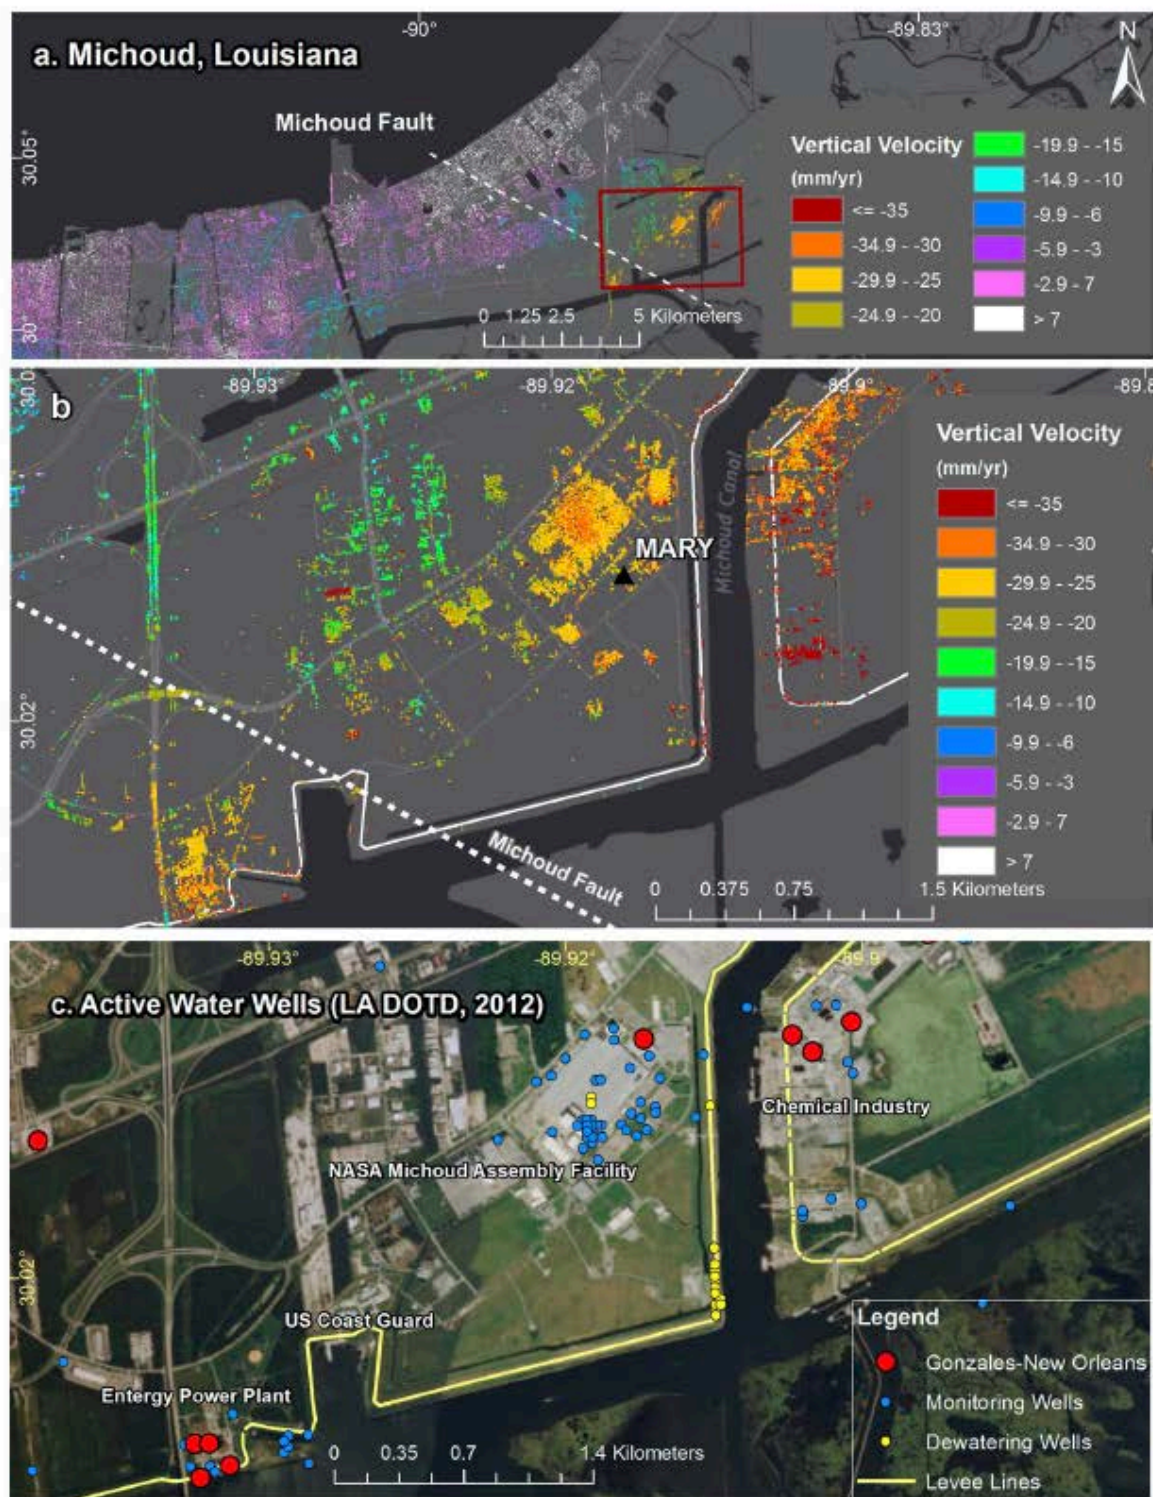 -90°
-89.83°
N
a. Michoud, Louisiana
Michoud Fault
30.05°
30°
Vertical Velocity
(mm/yr)
<= -35
-34.9 - -30
-29.9 - -25
-24.9 - -20
-19.9 - -15
-14.9 - -10
-9.9 - -6
-5.9 - -3
-2.9 - 7
> 7
0 1.25 2.5 5 Kilometers
b
-89.93°
-89.92°
-89.9°
30.02°
MARY
Michoud Canal
Michoud Fault
Vertical Velocity
(mm/yr)
<= -35
-34.9 - -30
-29.9 - -25
-24.9 - -20
-19.9 - -15
-14.9 - -10
-9.9 - -6
-5.9 - -3
-2.9 - 7
> 7
0 0.375 0.75 1.5 Kilometers
-89.93°
-89.92°
-89.9°
c. Active Water Wells (LA DOTD, 2012)
Chemical Industry
NASA Michoud Assembly Facility
30.02°
US Coast Guard
Entergy Power Plant
0 0.35 0.7 1.4 Kilometers
Legend
Gonzales-New Orleans
Monitoring Wells
Dewatering Wells
Levee Lines